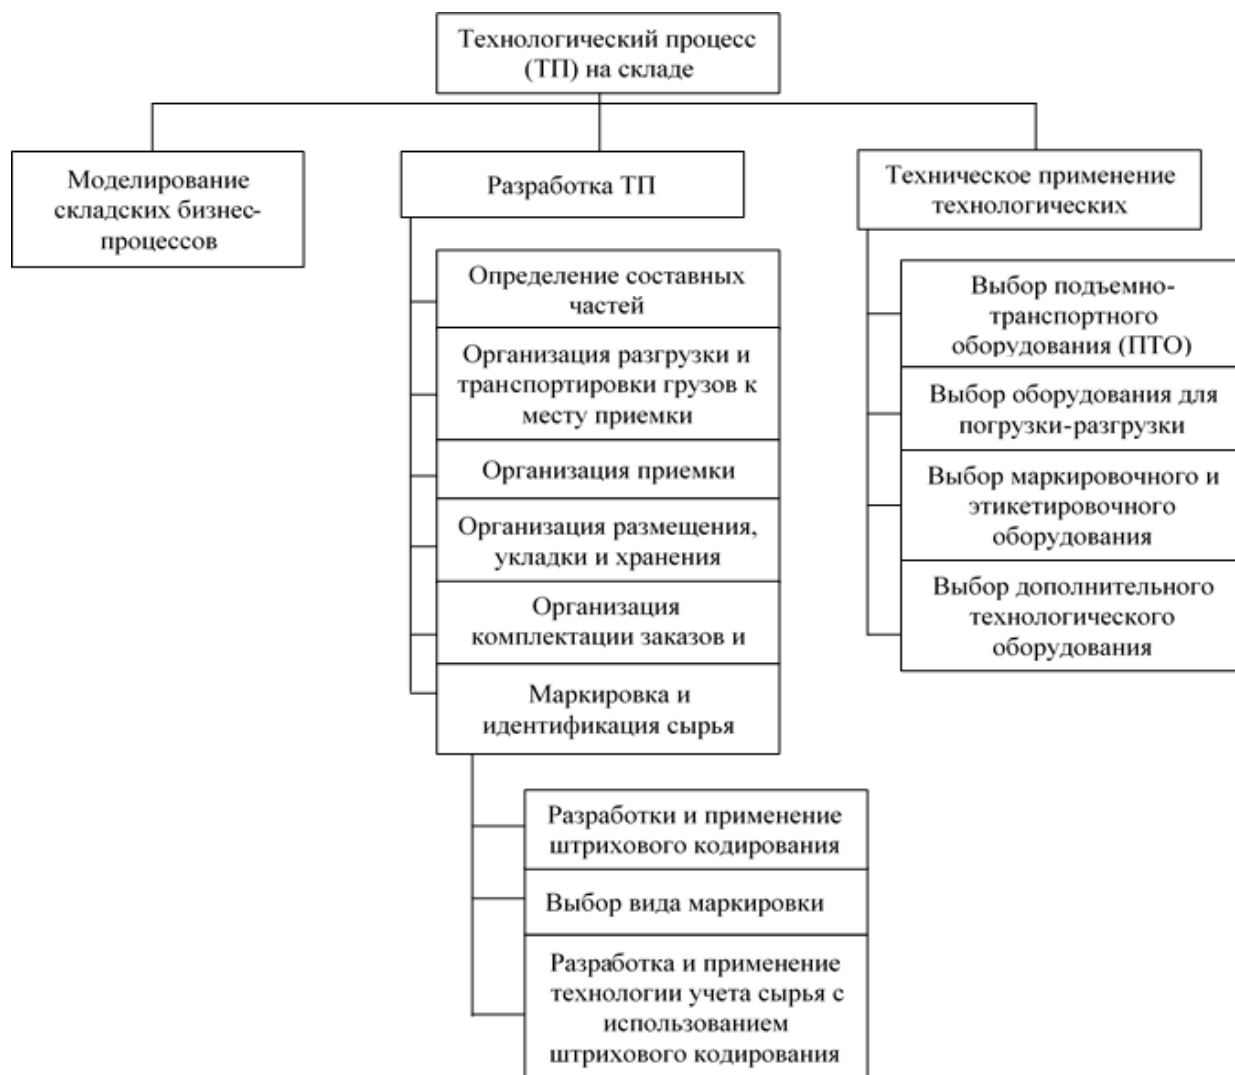 Технологический процесс
(ТП) на складе
Моделирование
складских бизнес-
процессов
Разработка ТП
Определение составных
частей
Организация разгрузки и
транспортировки грузов к
месту приемки
Организация приемки
Организация размещения,
укладки и хранения
Организация
комплектации заказов и
Маркировка и
идентификация сырья
Разработки и применение
штрихового кодирования
Выбор вида маркировки
Разработка и применение
технологии учета сырья с
использованием
штрихового кодирования
Техническое применение
технологических
Выбор подъемно-
транспортного
оборудования (ПТО)
Выбор оборудования для
погрузки-разгрузки
Выбор маркировочного и
этикетировочного
оборудования
Выбор дополнительного
технологического
оборудования